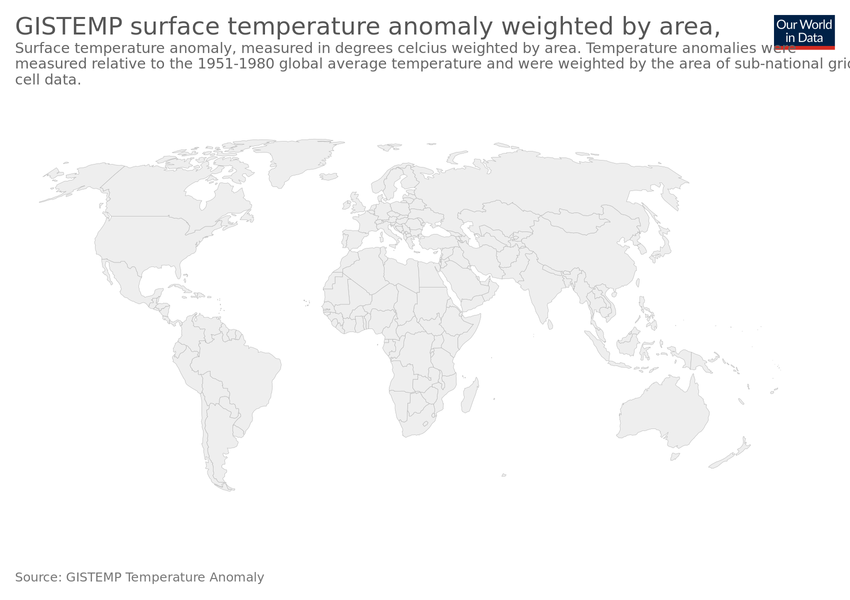 GISTEMP surface temperature anomaly weighted by area,
Our World
in Data
Surface temperature anomaly, measured in degrees celcius weighted by area. Temperature anomalies were
measured relative to the 1951-1980 global average temperature and were weighted by the area of sub-national gri
cell data.
Source: GISTEMP Temperature Anomaly